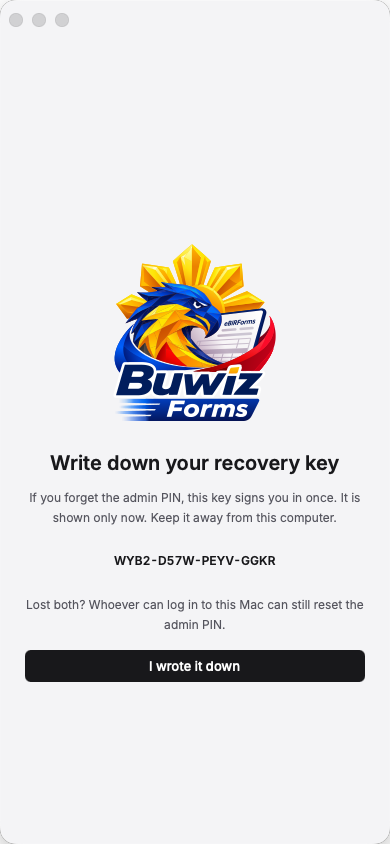 eBIRForms
Buwiz
Forms
Write down your recovery key
If you forget the admin PIN, this key signs you in once. It is
shown only now. Keep it away from this computer.
WYB2-D57W-PEYV-GGKR
Lost both? Whoever can log in to this Mac can still reset the
admin PIN.
I wrote it down